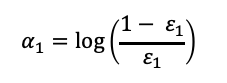 α₁ = log((1 − ε₁)/ε₁)